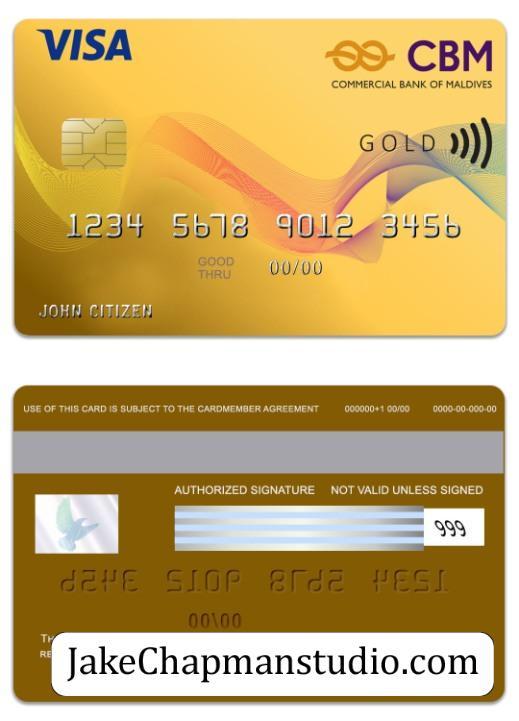 VISA
CBM
COMMERCIAL BANK OF MALDIVES
GOLD
1234 5678 9012 3456
GOOD THRU 00/00
JOHN CITIZEN
USE OF THIS CARD IS SUBJECT TO THE CARDMEMBER AGREEMENT 000000+1 00/00 0000-00-000-00
AUTHORIZED SIGNATURE NOT VALID UNLESS SIGNED
999
00/00
JakeChapmanstudio.com